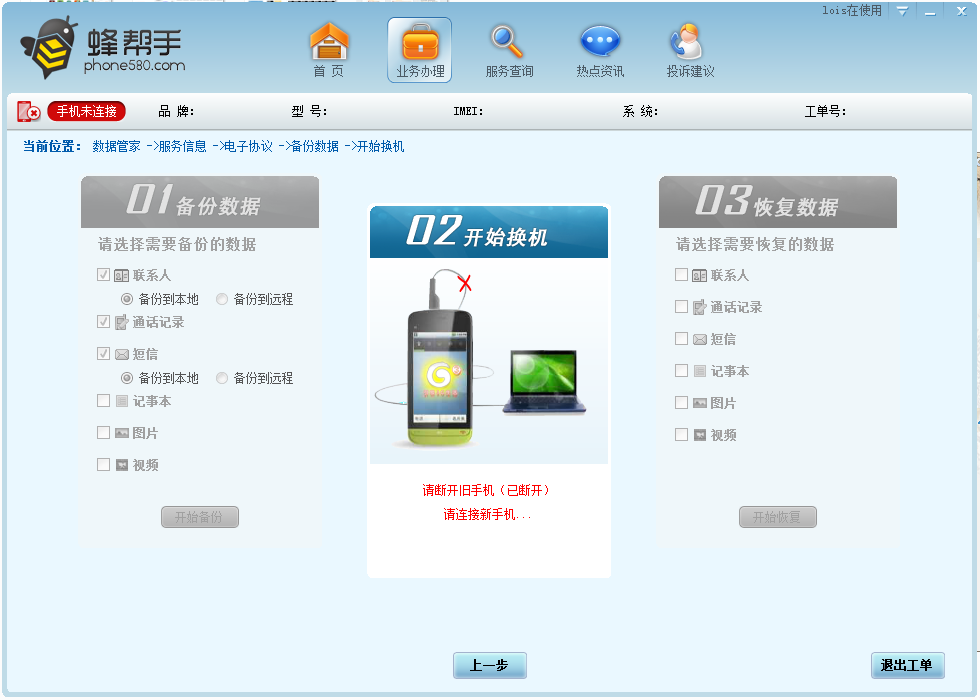 lois在使用
蜂帮手
phone580.com
首 页
业务办理
服务查询
热点资讯
投诉建议
手机未连接
品 牌:
型 号:
IMEI:
系 统:
工单号:
当前位置: 数据管家 ->服务信息 ->电子协议 ->备份数据 ->开始换机
01备份数据
请选择需要备份的数据
联系人
备份到本地 备份到远程
通话记录
短信
备份到本地 备份到远程
记事本
图片
视频
开始备份
02开始换机
请断开旧手机（已断开）
请连接新手机...
03恢复数据
请选择需要恢复的数据
联系人
通话记录
短信
记事本
图片
视频
开始恢复
上一步
退出工单